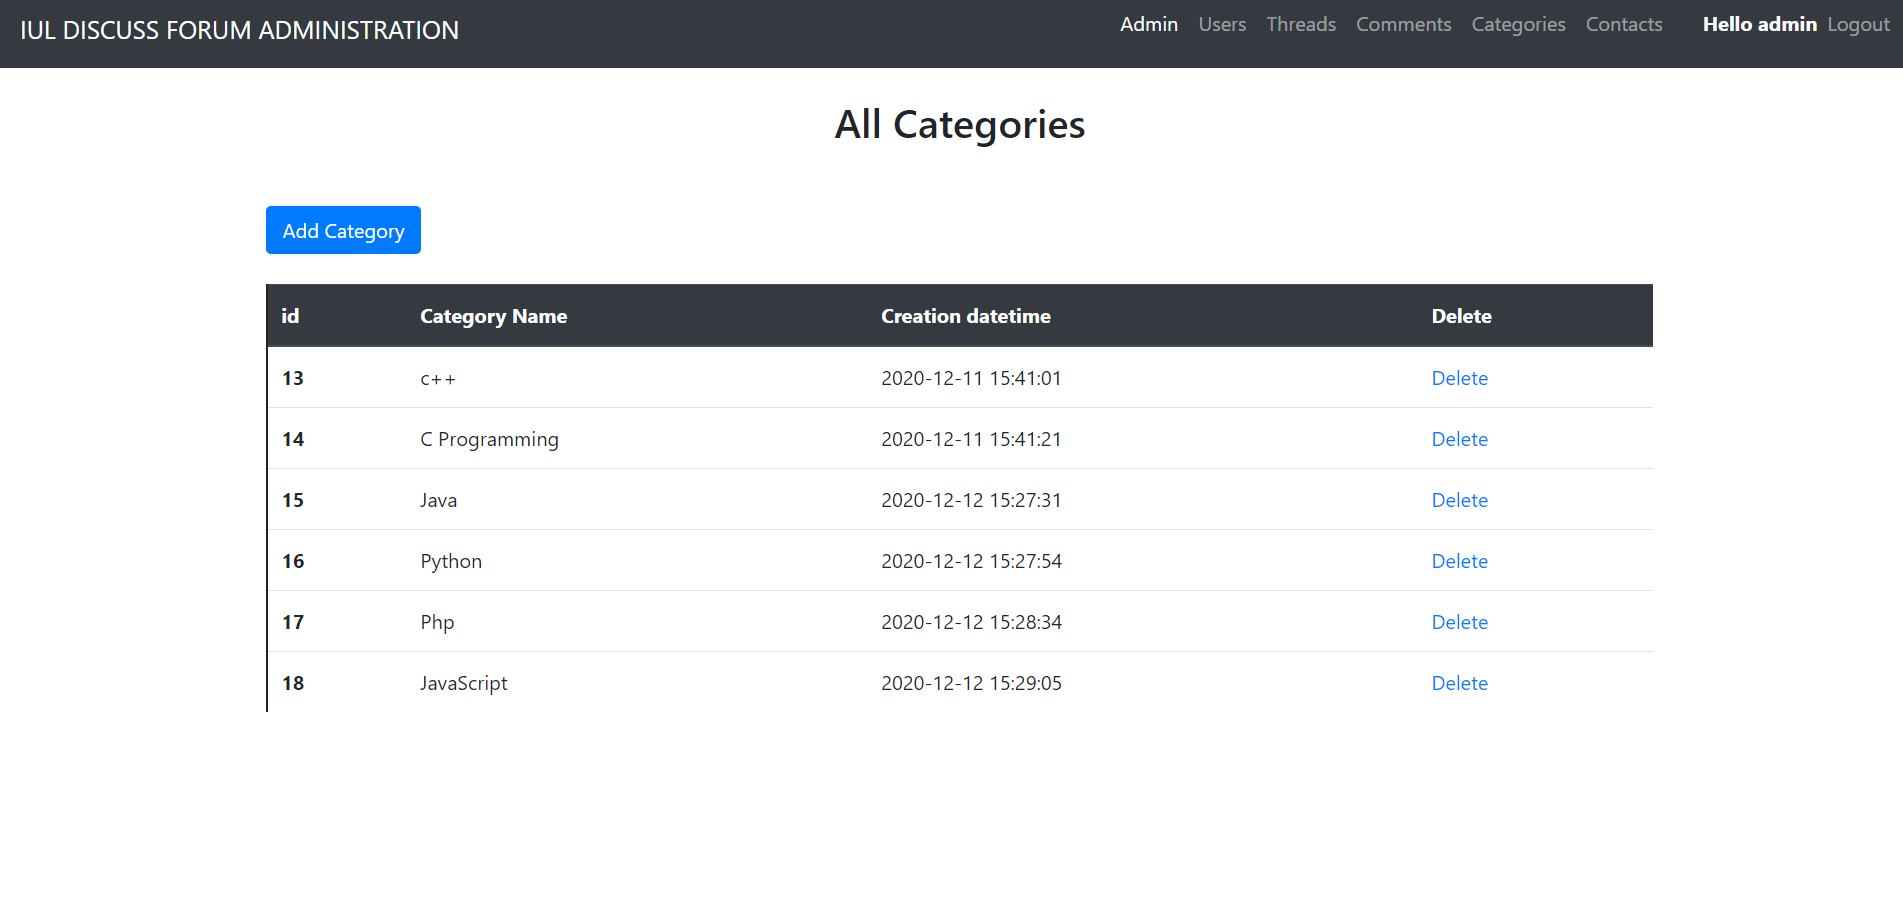 IUL DISCUSS FORUM ADMINISTRATION Admin Users Threads Comments Categories Contacts Hello admin Logout
All Categories
Add Category
id Category Name Creation datetime Delete
13 c++ 2020-12-11 15:41:01 Delete
14 C Programming 2020-12-11 15:41:21 Delete
15 Java 2020-12-12 15:27:31 Delete
16 Python 2020-12-12 15:27:54 Delete
17 Php 2020-12-12 15:28:34 Delete
18 JavaScript 2020-12-12 15:29:05 Delete